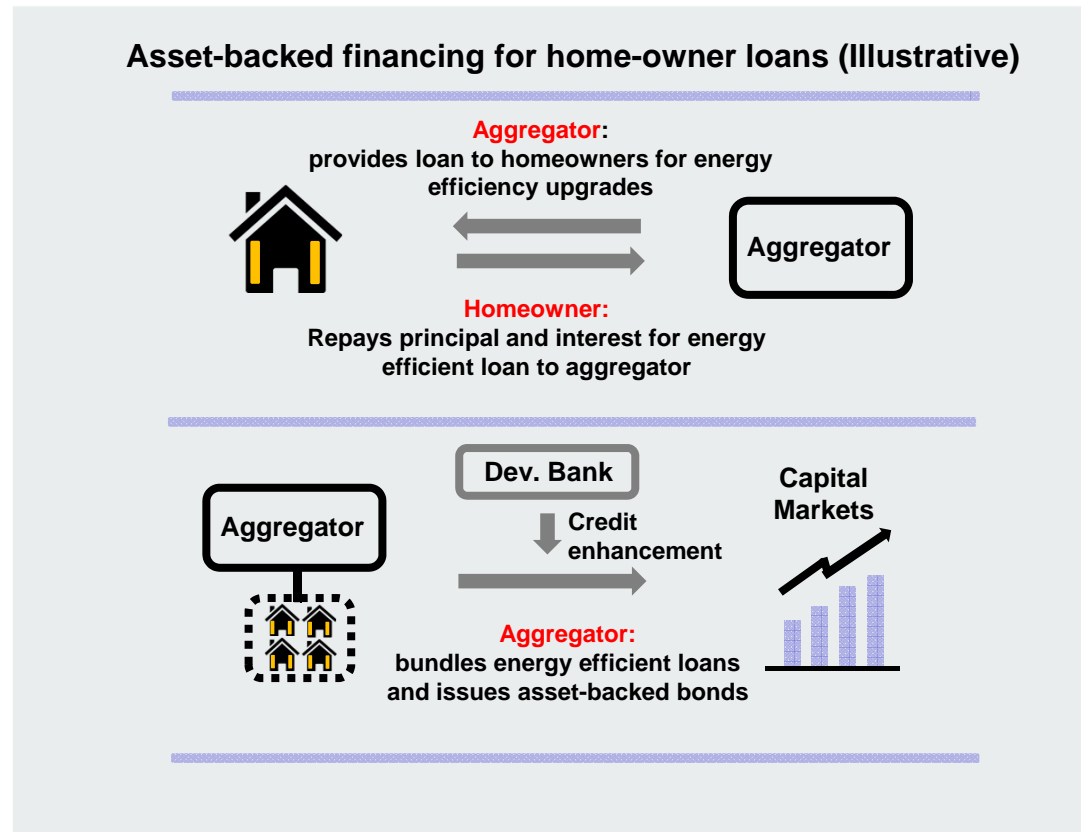 Asset-backed financing for home-owner loans (Illustrative)
Aggregator:
provides loan to homeowners for energy
efficiency upgrades
Aggregator
Homeowner:
Repays principal and interest for energy
efficient loan to aggregator
Dev. Bank
Capital
Markets
Aggregator
Credit
enhancement
Aggregator:
bundles energy efficient loans
and issues asset-backed bonds